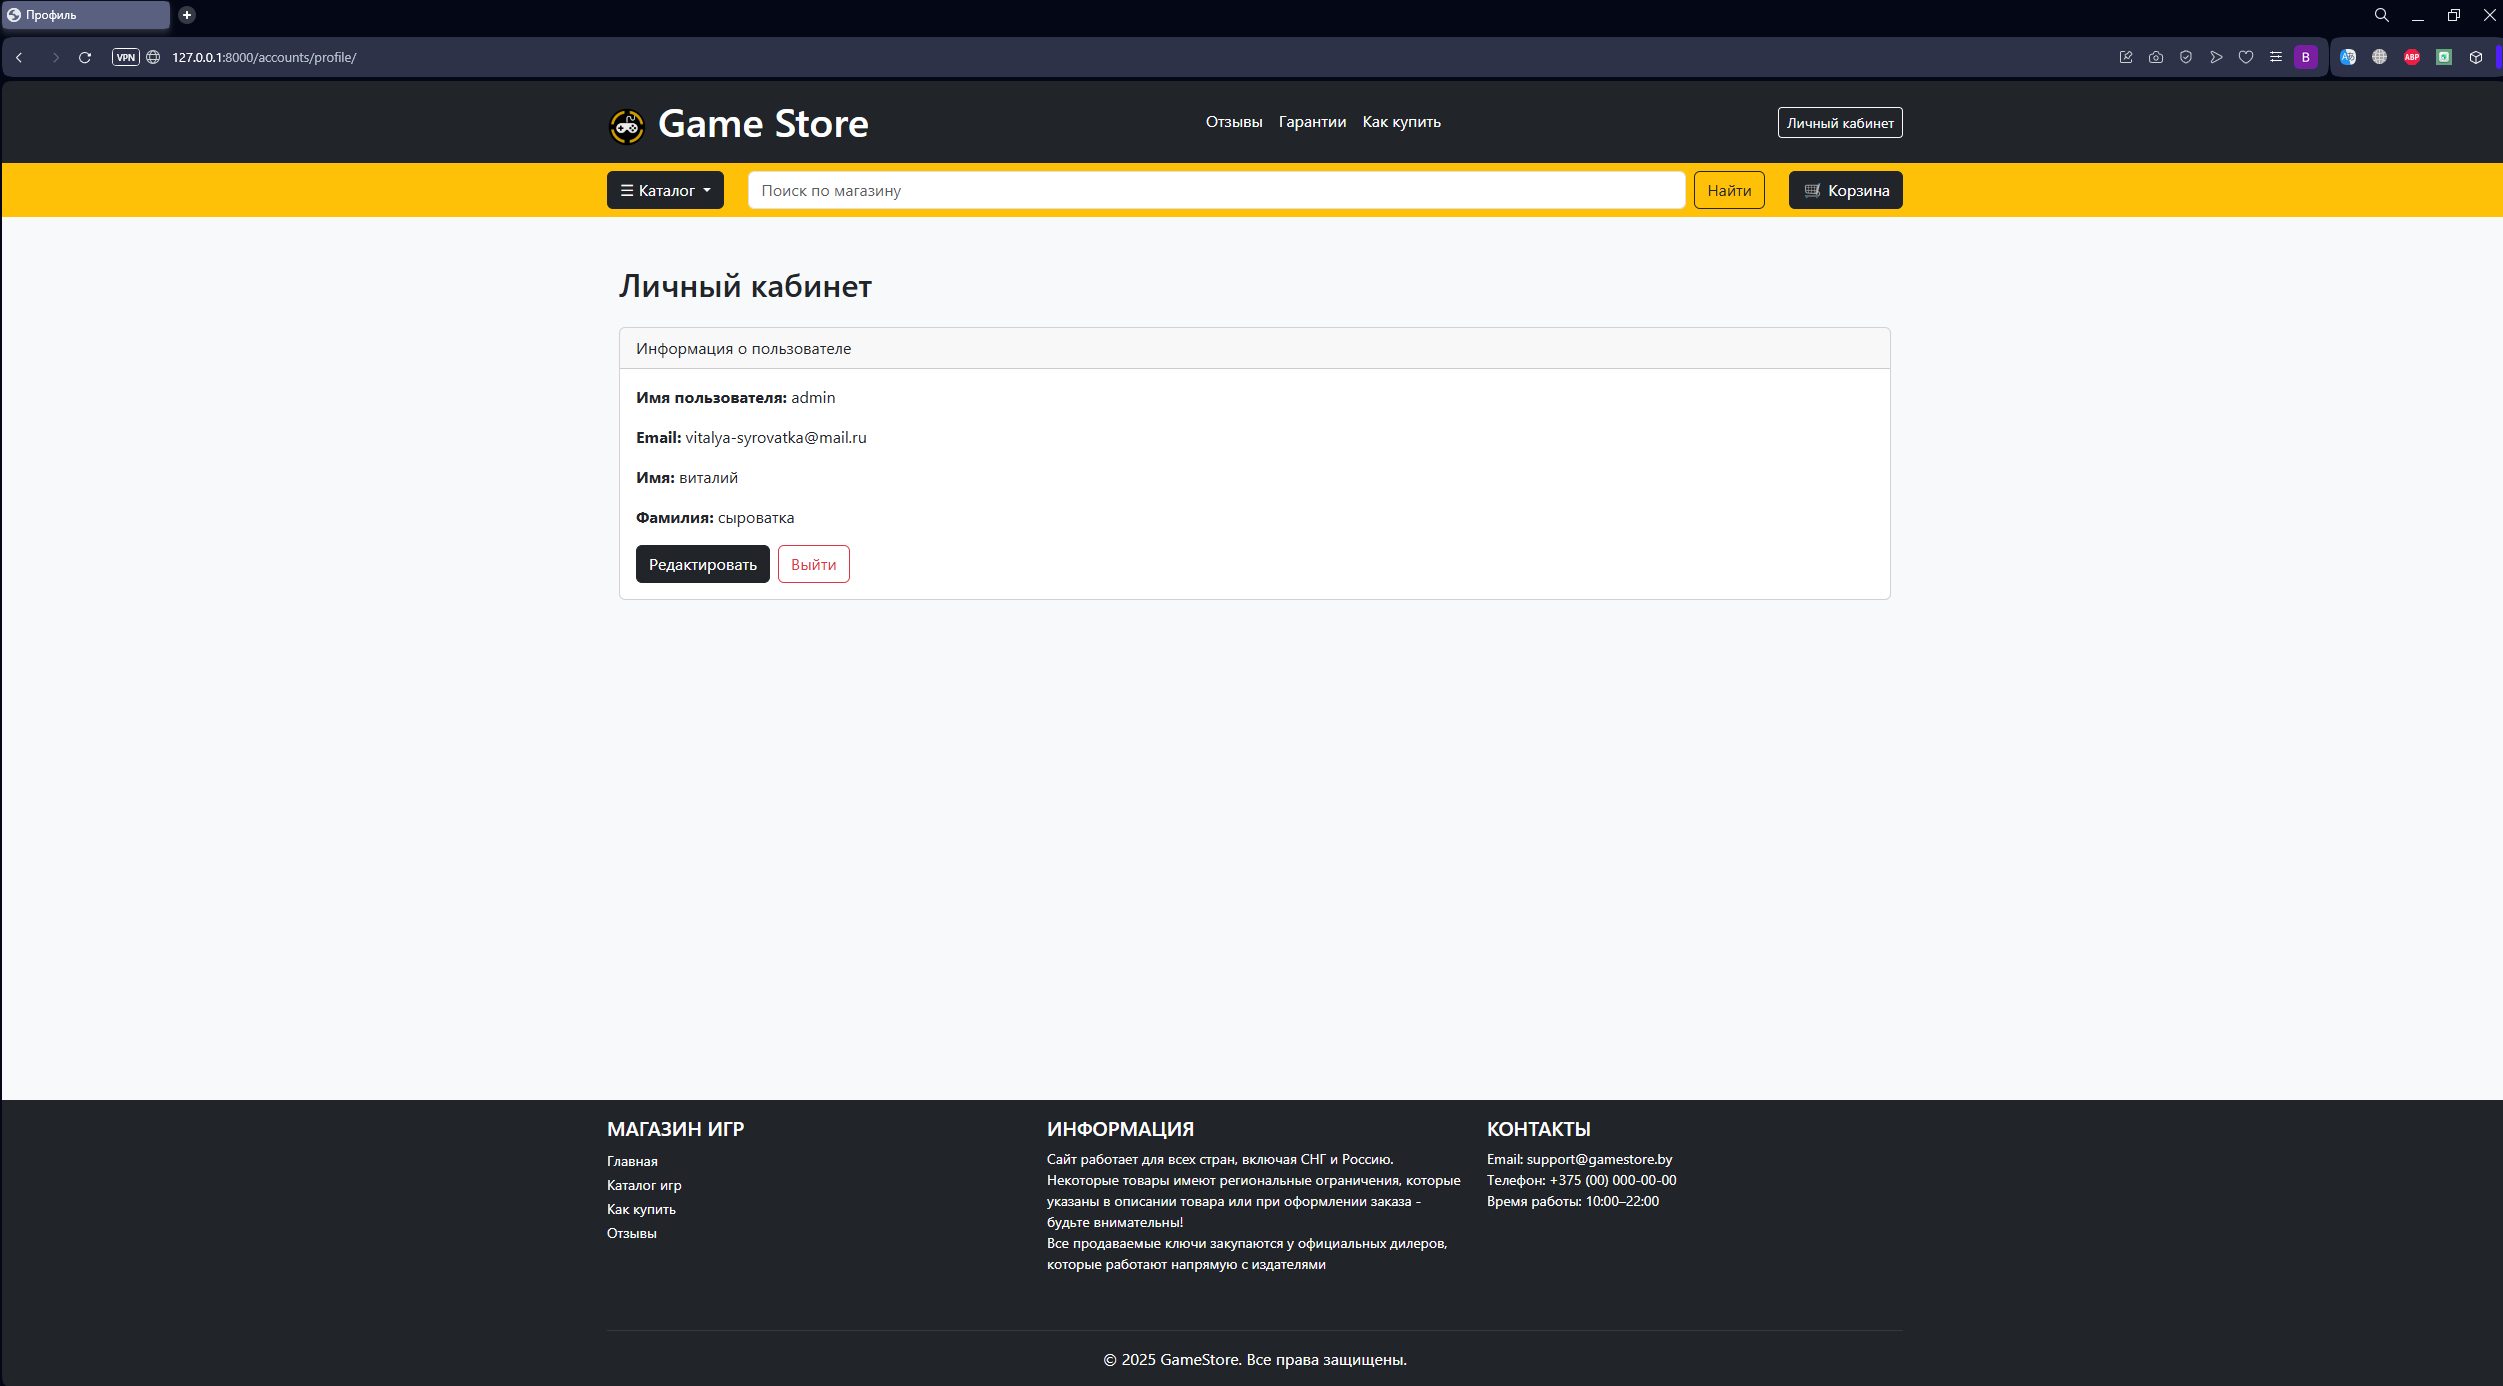 Профиль
VPN 127.0.0.1:8000/accounts/profile/ B ABP
Game Store
Отзывы Гарантии Как купить
Личный кабинет
☰ Каталог Поиск по магазину Найти Корзина
Личный кабинет
Информация о пользователе
Имя пользователя: admin
Email: vitalya-syrovatka@mail.ru
Имя: виталий
Фамилия: сыроватка
Редактировать Выйти
МАГАЗИН ИГР
Главная
Каталог игр
Как купить
Отзывы
ИНФОРМАЦИЯ
Сайт работает для всех стран, включая СНГ и Россию.
Некоторые товары имеют региональные ограничения, которые
указаны в описании товара или при оформлении заказа -
будьте внимательны!
Все продаваемые ключи закупаются у официальных дилеров,
которые работают напрямую с издателями
КОНТАКТЫ
Email: support@gamestore.by
Телефон: +375 (00) 000-00-00
Время работы: 10:00–22:00
© 2025 GameStore. Все права защищены.